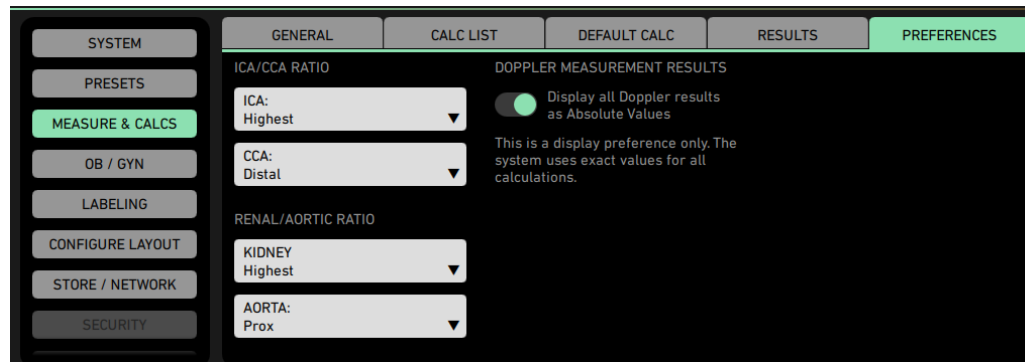 SYSTEM
PRESETS
MEASURE & CALCS
OB / GYN
LABELING
CONFIGURE LAYOUT
STORE / NETWORK
SECURITY
GENERAL
CALC LIST
DEFAULT CALC
RESULTS
PREFERENCES
ICA/CCA RATIO
ICA:
Highest
CCA:
Distal
RENAL/AORTIC RATIO
KIDNEY
Highest
AORTA:
Prox
DOPPLER MEASUREMENT RESULTS
Display all Doppler results
as Absolute Values
This is a display preference only. The
system uses exact values for all
calculations.